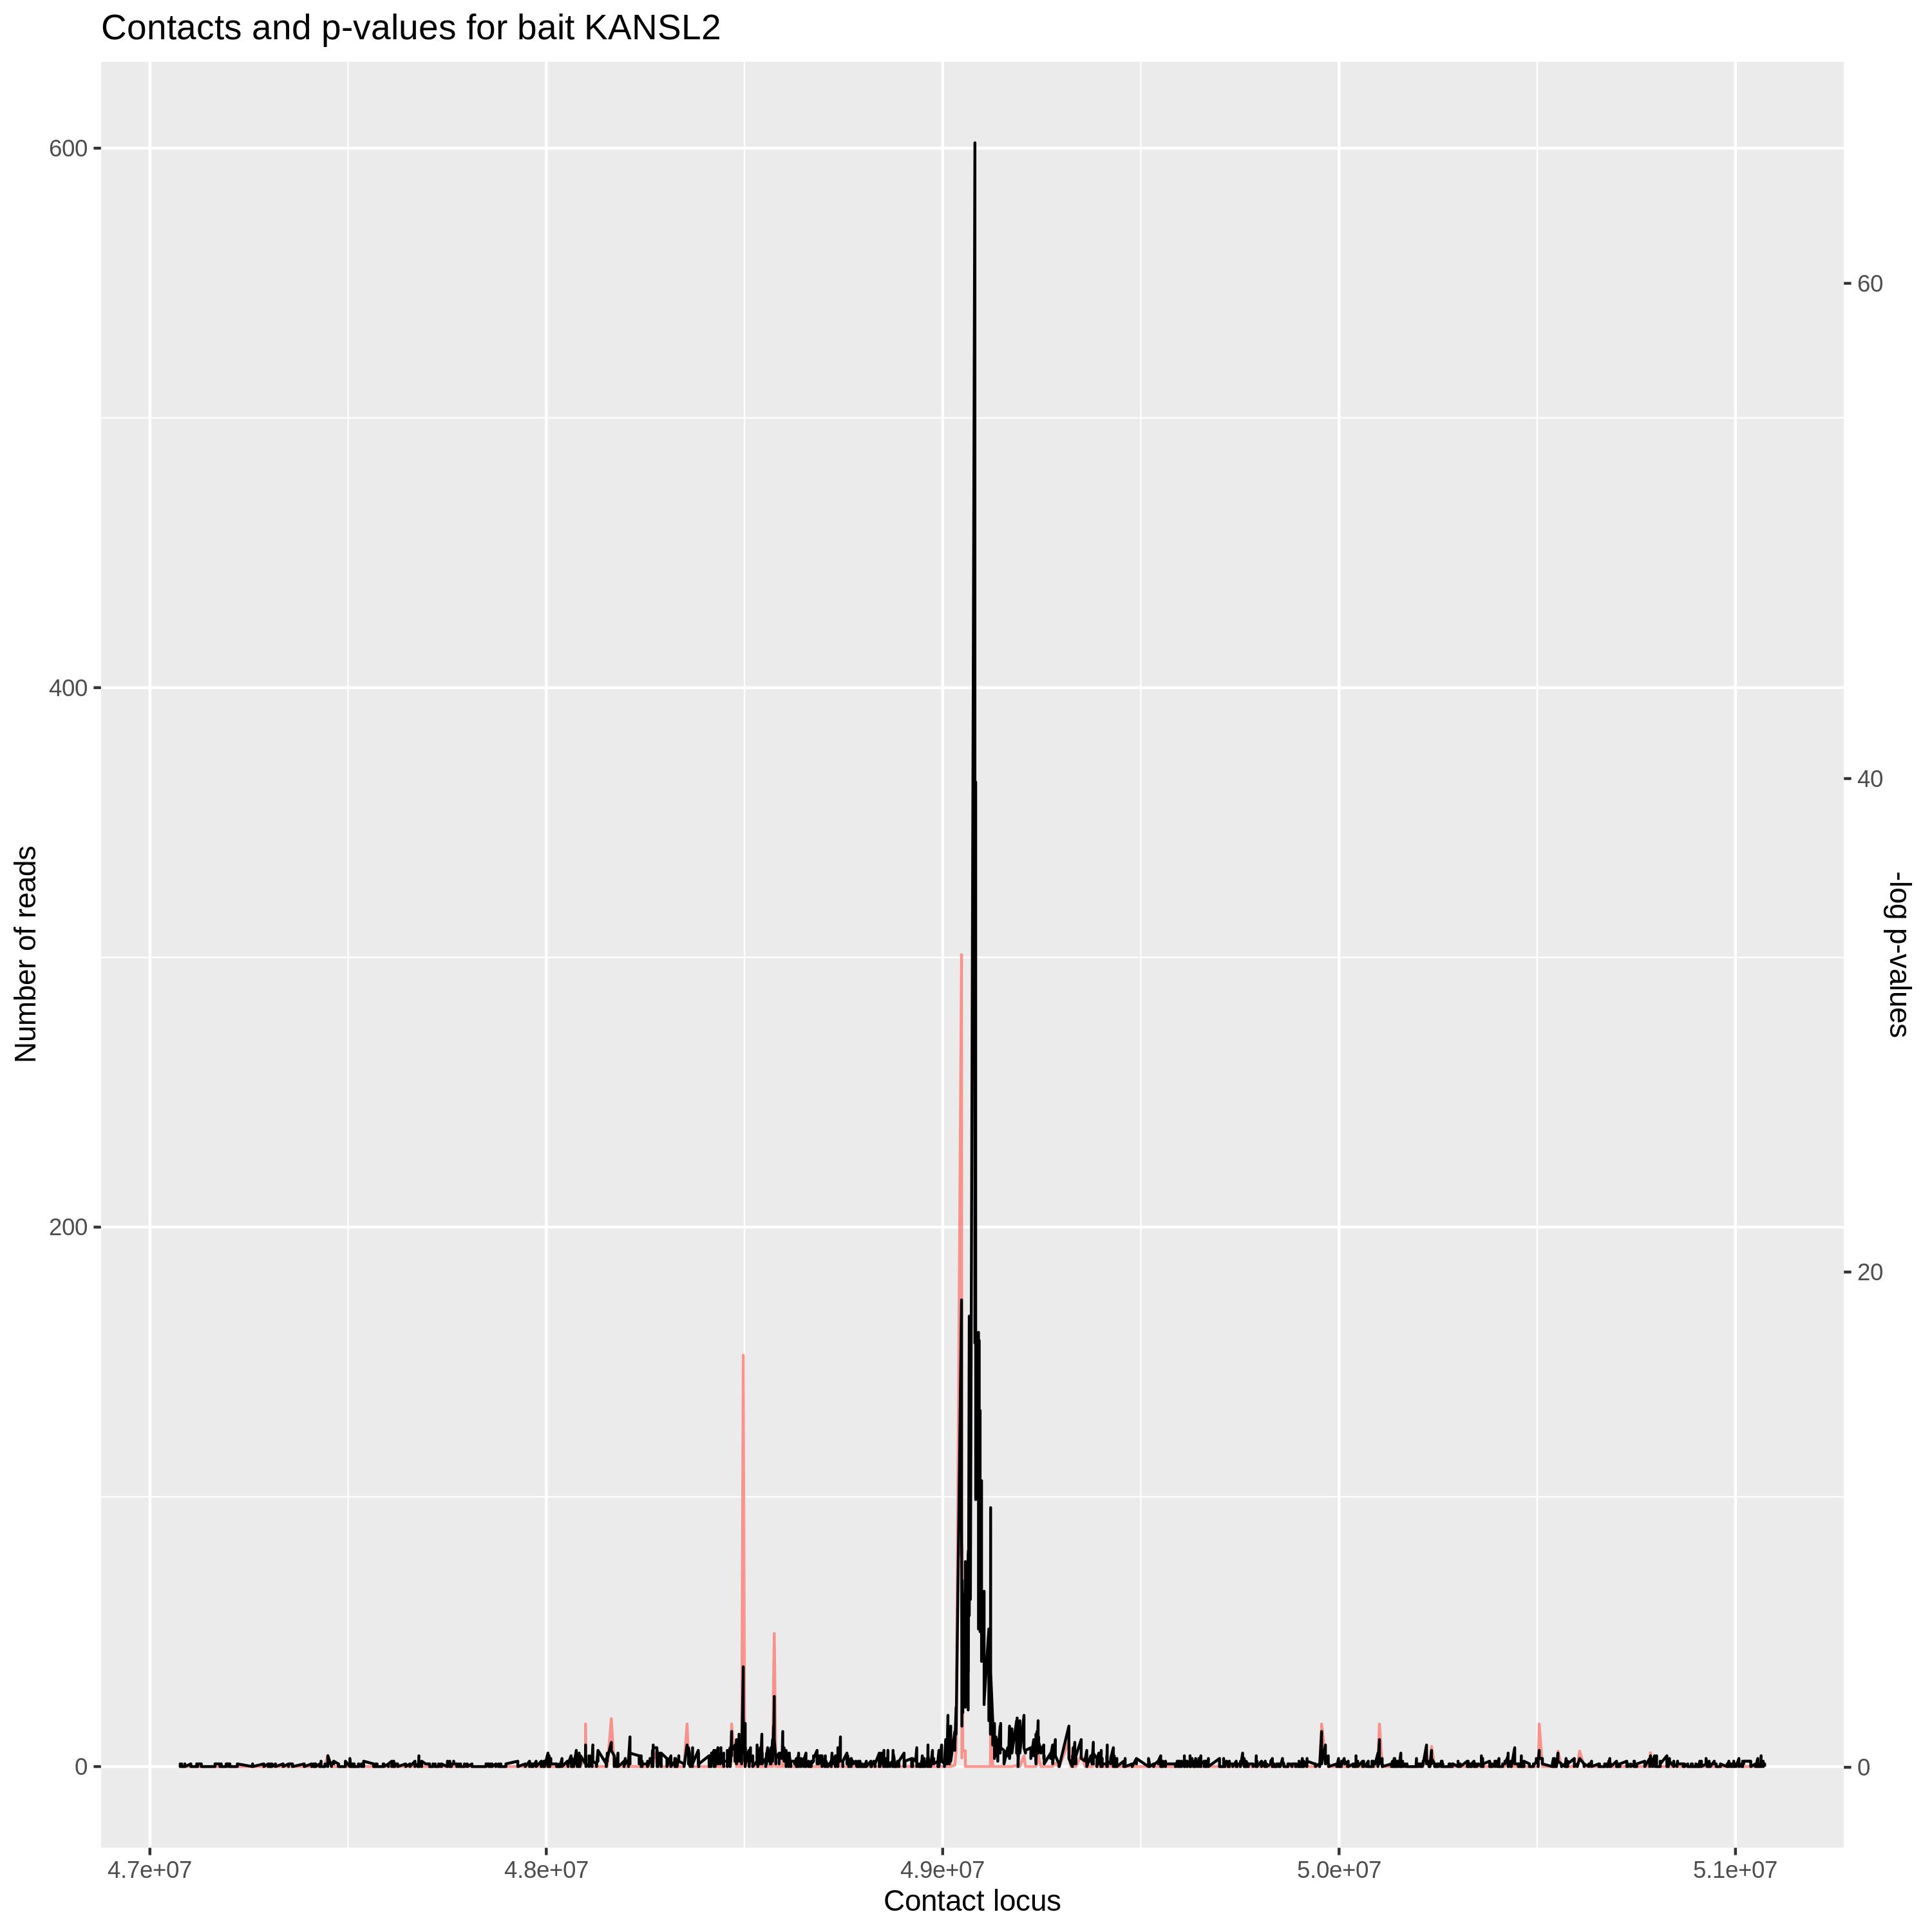 Contacts and p-values for bait KANSL2
600
400
200
0
Number of reads
60
40
20
0
-log p-values
4.7e+07
4.8e+07
4.9e+07
5.0e+07
5.1e+07
Contact locus